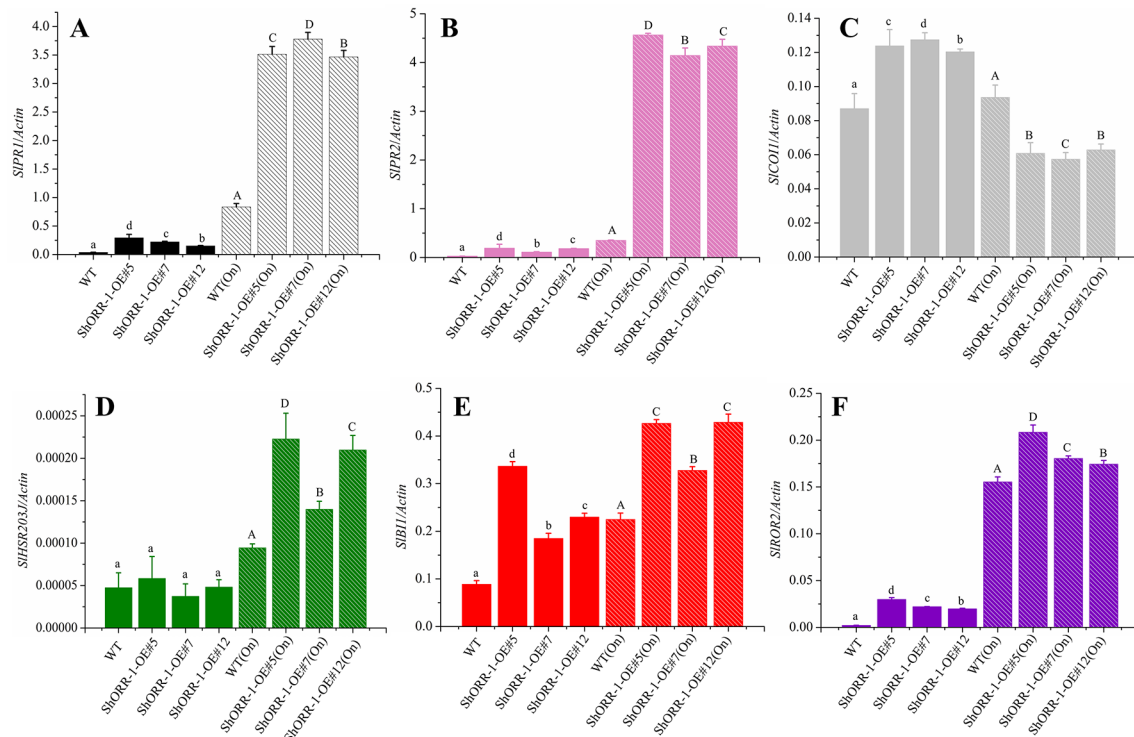 A
SlPR1/Actin
4.0
3.5
3.0
2.5
2.0
1.5
1.0
0.5
0.0
a
d
c
b
A
C
D
B
WT
ShORR-1-OE#5
ShORR-1-OE#7
ShORR-1-OE#12
WT(On)
ShORR-1-OE#5(On)
ShORR-1-OE#7(On)
ShORR-1-OE#12(On)
B
SlPR2/Actin
5
4
3
2
1
0
a
d
b
c
A
D
B
C
WT
ShORR-1-OE#5
ShORR-1-OE#7
ShORR-1-OE#12
WT(On)
ShORR-1-OE#5(On)
ShORR-1-OE#7(On)
ShORR-1-OE#12(On)
C
SlCOI1/Actin
0.14
0.12
0.10
0.08
0.06
0.04
0.02
0.00
a
c
d
b
A
B
C
B
WT
ShORR-1-OE#5
ShORR-1-OE#7
ShORR-1-OE#12
WT(On)
ShORR-1-OE#5(On)
ShORR-1-OE#7(On)
ShORR-1-OE#12(On)
D
SlHSR203J/Actin
0.00025
0.00020
0.00015
0.00010
0.00005
0.00000
a
a
a
a
A
D
B
C
WT
ShORR-1-OE#5
ShORR-1-OE#7
ShORR-1-OE#12
WT(On)
ShORR-1-OE#5(On)
ShORR-1-OE#7(On)
ShORR-1-OE#12(On)
E
SlBI1/Actin
0.5
0.4
0.3
0.2
0.1
0.0
a
d
b
c
A
C
B
C
WT
ShORR-1-OE#5
ShORR-1-OE#7
ShORR-1-OE#12
WT(On)
ShORR-1-OE#5(On)
ShORR-1-OE#7(On)
ShORR-1-OE#12(On)
F
SlROR2/Actin
0.25
0.20
0.15
0.10
0.05
0.00
a
d
c
b
A
D
C
B
WT
ShORR-1-OE#5
ShORR-1-OE#7
ShORR-1-OE#12
WT(On)
ShORR-1-OE#5(On)
ShORR-1-OE#7(On)
ShORR-1-OE#12(On)